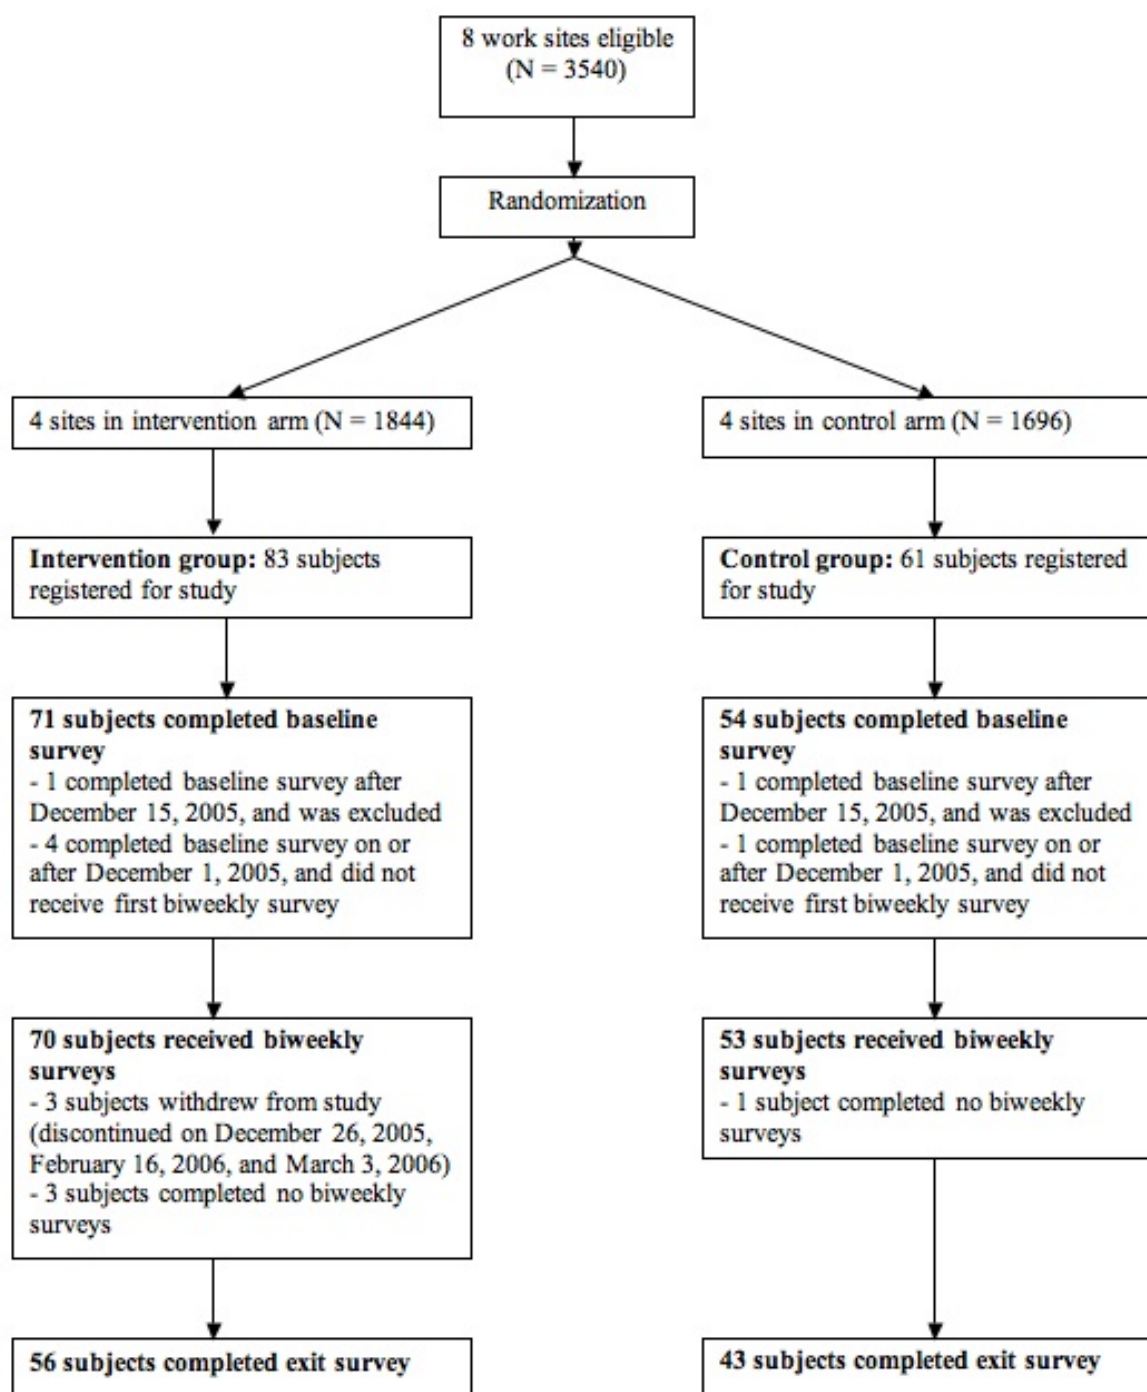 8 work sites eligible
(N = 3540)
Randomization
4 sites in intervention arm (N = 1844)
4 sites in control arm (N = 1696)
Intervention group: 83 subjects
registered for study
Control group: 61 subjects registered
for study
71 subjects completed baseline
survey
- 1 completed baseline survey after
December 15, 2005, and was excluded
- 4 completed baseline survey on or
after December 1, 2005, and did not
receive first biweekly survey
54 subjects completed baseline
survey
- 1 completed baseline survey after
December 15, 2005, and was excluded
- 1 completed baseline survey on or
after December 1, 2005, and did not
receive first biweekly survey
70 subjects received biweekly
surveys
- 3 subjects withdrew from study
(discontinued on December 26, 2005,
February 16, 2006, and March 3, 2006)
- 3 subjects completed no biweekly
surveys
53 subjects received biweekly
surveys
- 1 subject completed no biweekly
surveys
56 subjects completed exit survey
43 subjects completed exit survey